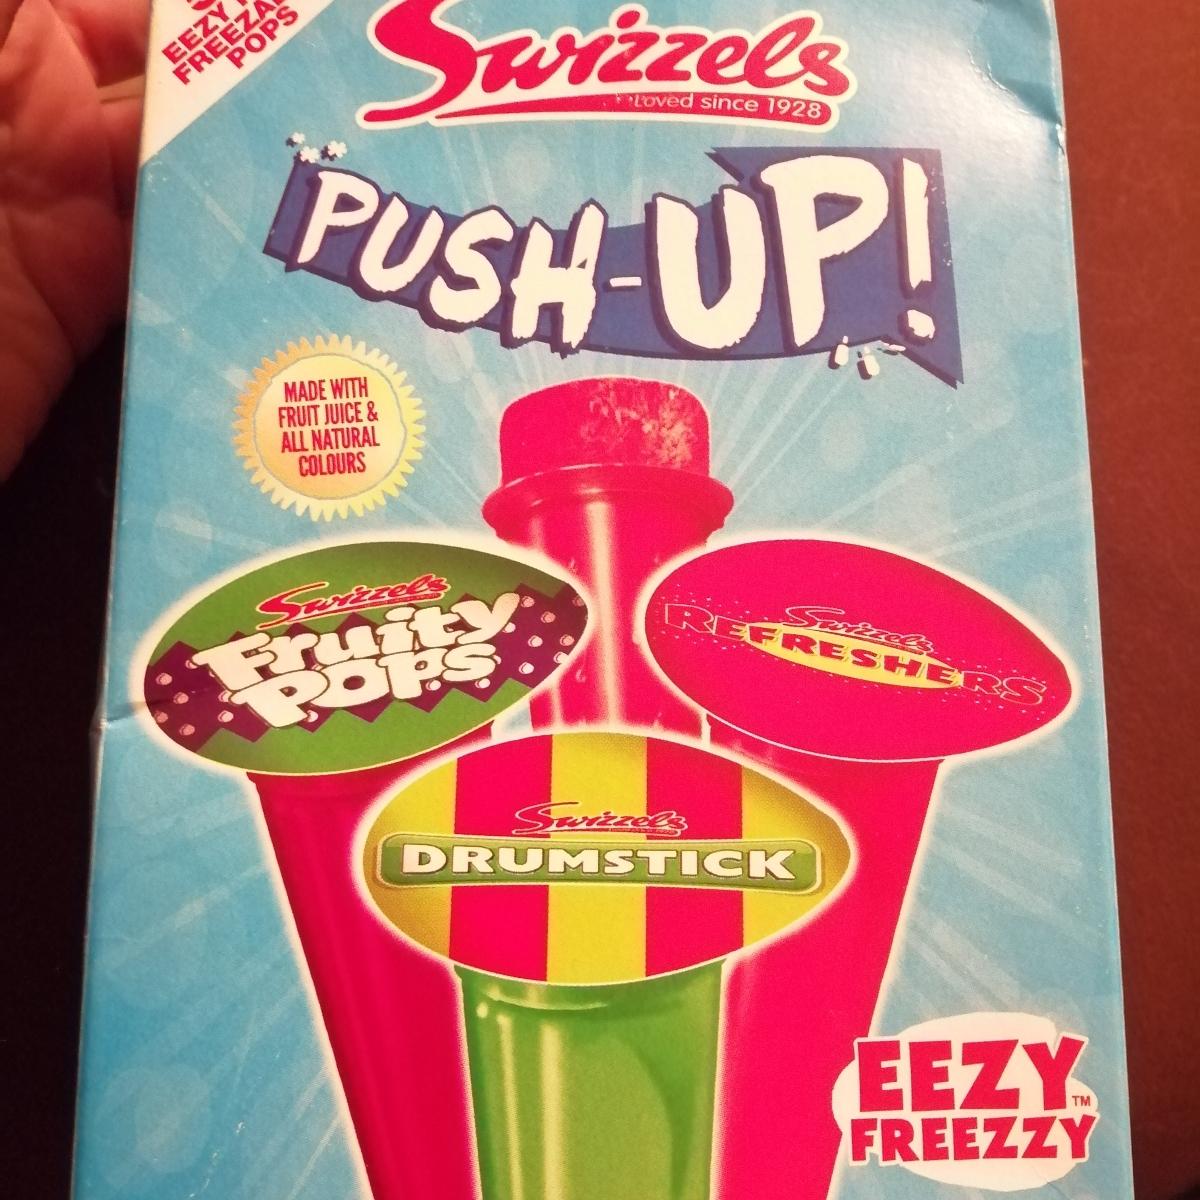 EEZY
FREEZA
POPS
Swizzels
Loved since 1928
PUSH-UP!
MADE WITH
FRUIT JUICE &
ALL NATURAL
COLOURS
Swizzels
Fruity
POPS
Swizzels
REFRESHERS
Swizzels
DRUMSTICK
EEZY
FREEZZY™